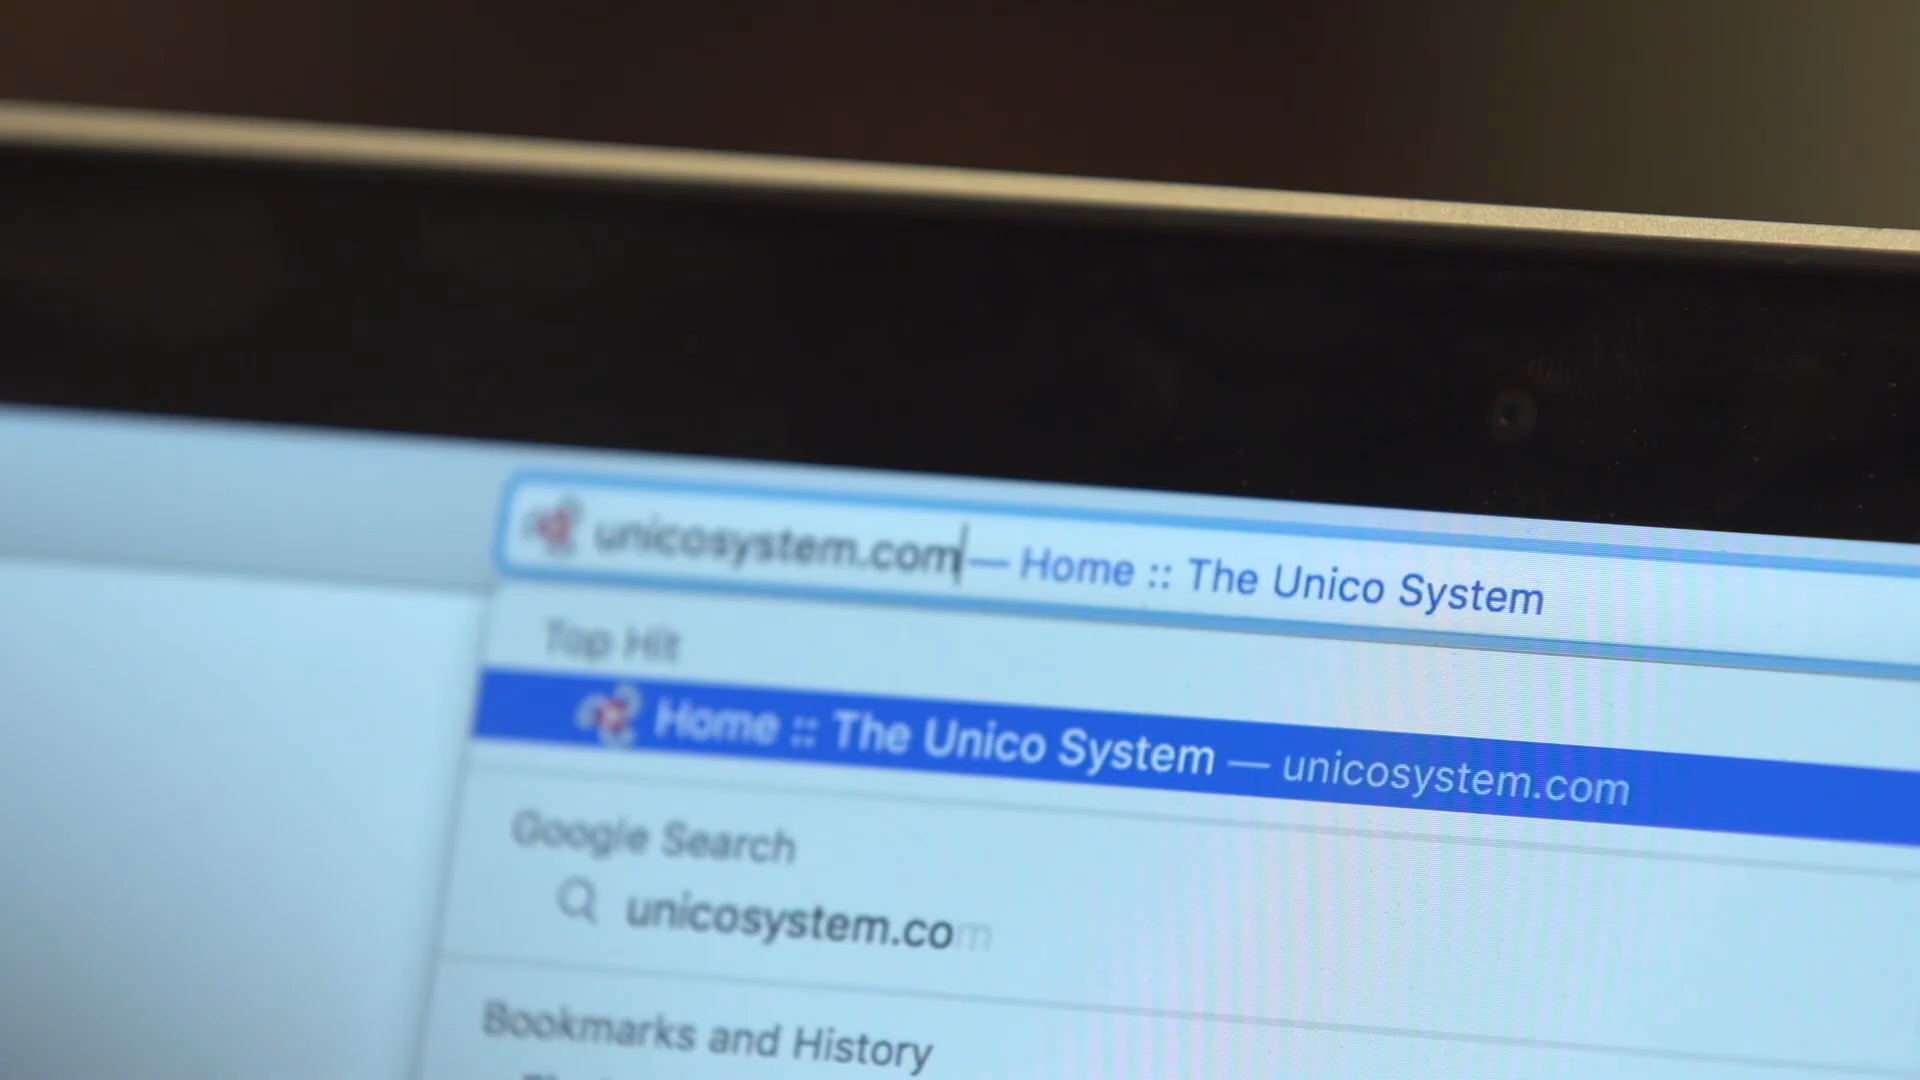 unicosystem.com — Home :: The Unico System
Top Hit
Home :: The Unico System — unicosystem.com
Google Search
unicosystem.com
Bookmarks and History